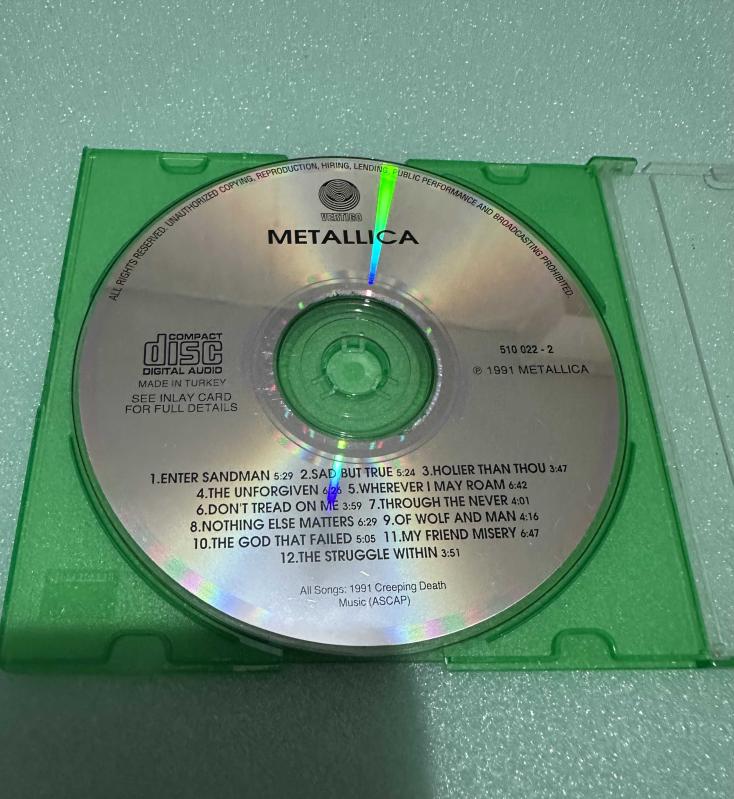 ALL RIGHTS RESERVED. UNAUTHORIZED COPYING, REPRODUCTION, HIRING, LENDING, PUBLIC PERFORMANCE AND BROADCASTING PROHIBITED.
VERTIGO
METALLICA
COMPACT
disc
DIGITAL AUDIO
MADE IN TURKEY
SEE INLAY CARD
FOR FULL DETAILS
510 022 - 2
℗ 1991 METALLICA
1.ENTER SANDMAN 5:29 2.SAD BUT TRUE 5:24 3.HOLIER THAN THOU 3:47
4.THE UNFORGIVEN 6:26 5.WHEREVER I MAY ROAM 6:42
6.DON'T TREAD ON ME 3:59 7.THROUGH THE NEVER 4:01
8.NOTHING ELSE MATTERS 6:29 9.OF WOLF AND MAN 4:16
10.THE GOD THAT FAILED 5:05 11.MY FRIEND MISERY 6:47
12.THE STRUGGLE WITHIN 3:51
All Songs: 1991 Creeping Death
Music (ASCAP)